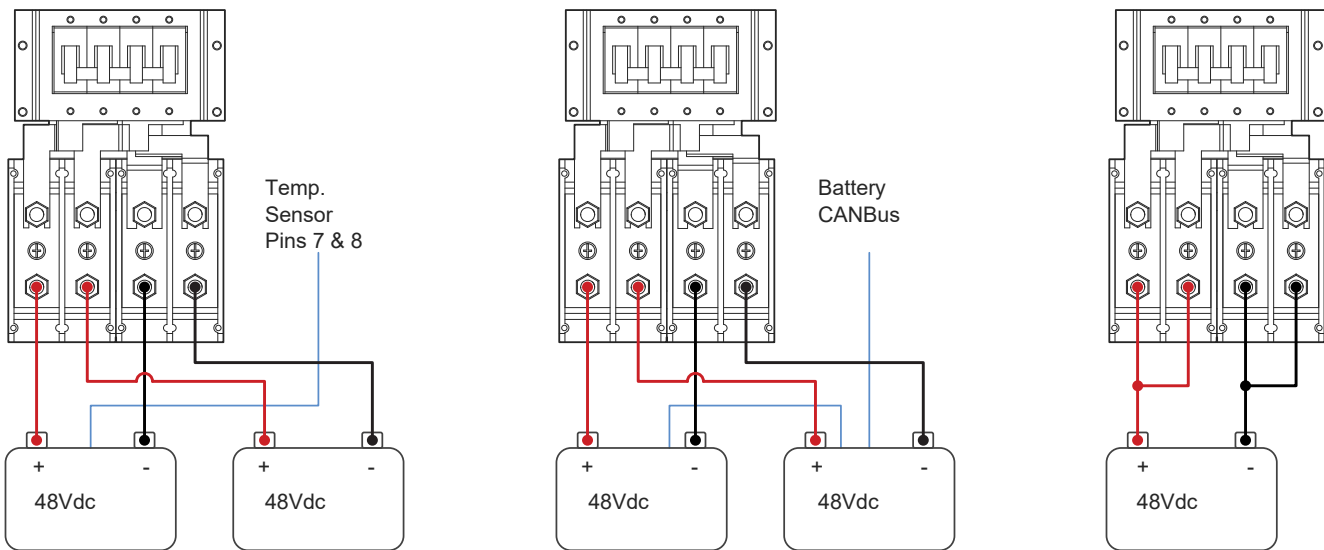 Temp.
Sensor
Pins 7 & 8
Battery
CANBus
+ -
48Vdc
+ -
48Vdc
+ -
48Vdc
+ -
48Vdc
+ -
48Vdc